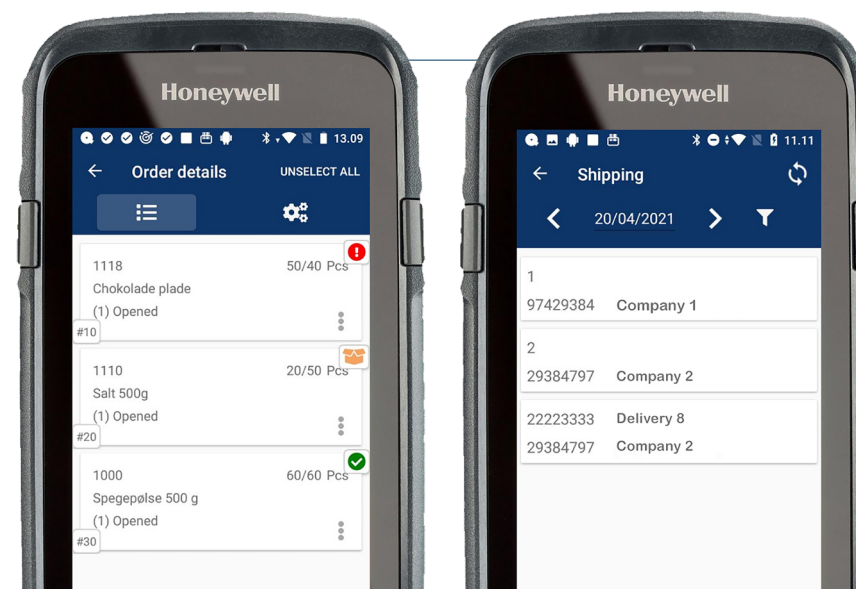 Honeywell
13.09
Order details
UNSELECT ALL
1118
50/40 Pcs
Chokolade plade
(1) Opened
#10
1110
20/50 Pcs
Salt 500g
(1) Opened
#20
1000
60/60 Pcs
Spegepølse 500 g
(1) Opened
#30
Honeywell
11.11
Shipping
20/04/2021
1
97429384 Company 1
2
29384797 Company 2
22223333 Delivery 8
29384797 Company 2